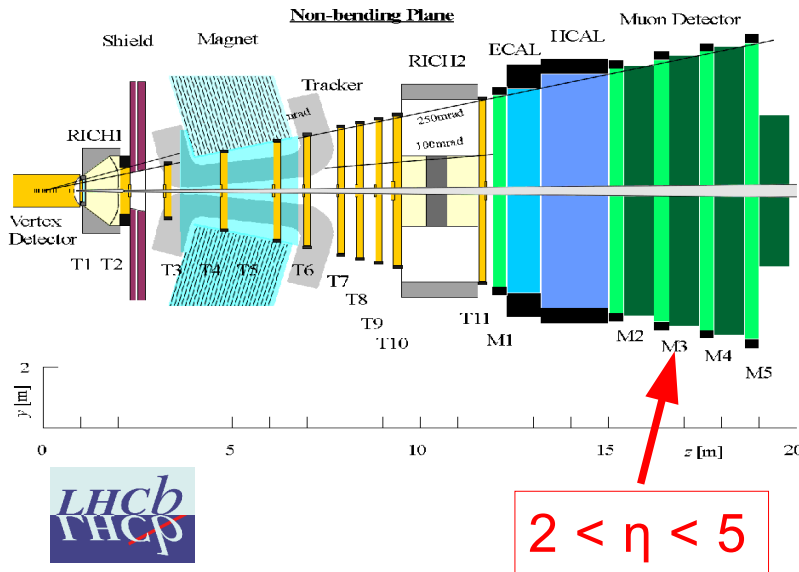 Non-bending Plane
Muon Detector
Shield
Magnet
HCAL
ECAL
RICH2
Tracker
mrad
250mrad
100mrad
RICH1
Vertex
Detector
T1
T2
T3
T4
T5
T6
T7
T8
T9
T10
T11
M1
M2
M3
M4
M5
2
y [m]
0
5
10
15
z [m]
20
LHCb
LHCb
2 < η < 5